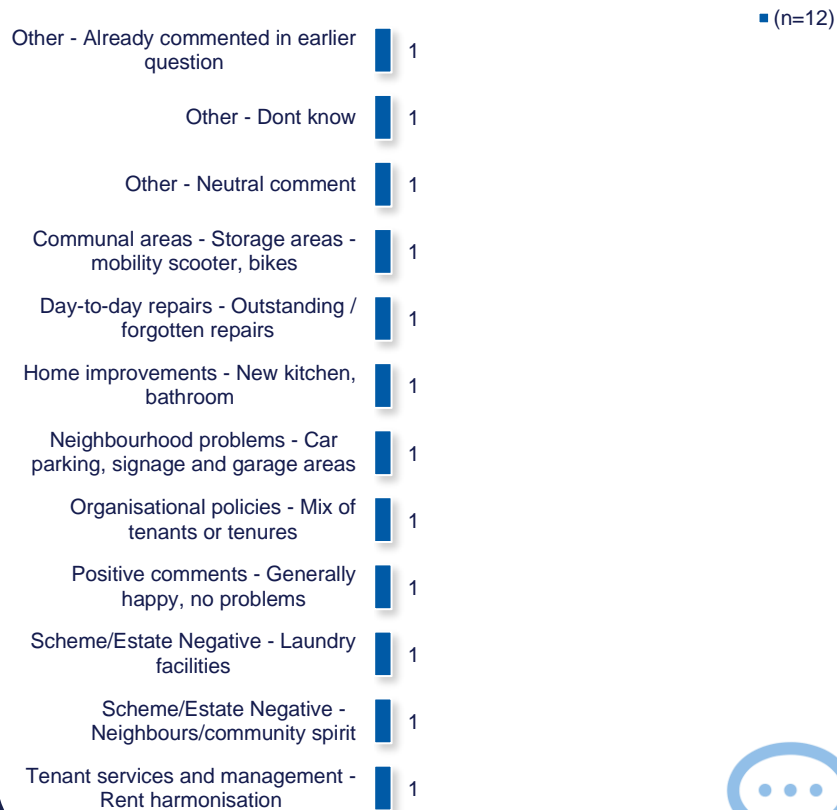 (n=12)
Other - Already commented in earlier
question
1
Other - Dont know
1
Other - Neutral comment
1
Communal areas - Storage areas -
mobility scooter, bikes
1
Day-to-day repairs - Outstanding /
forgotten repairs
1
Home improvements - New kitchen,
bathroom
1
Neighbourhood problems - Car
parking, signage and garage areas
1
Organisational policies - Mix of
tenants or tenures
1
Positive comments - Generally
happy, no problems
1
Scheme/Estate Negative - Laundry
facilities
1
Scheme/Estate Negative -
Neighbours/community spirit
1
Tenant services and management -
Rent harmonisation
1